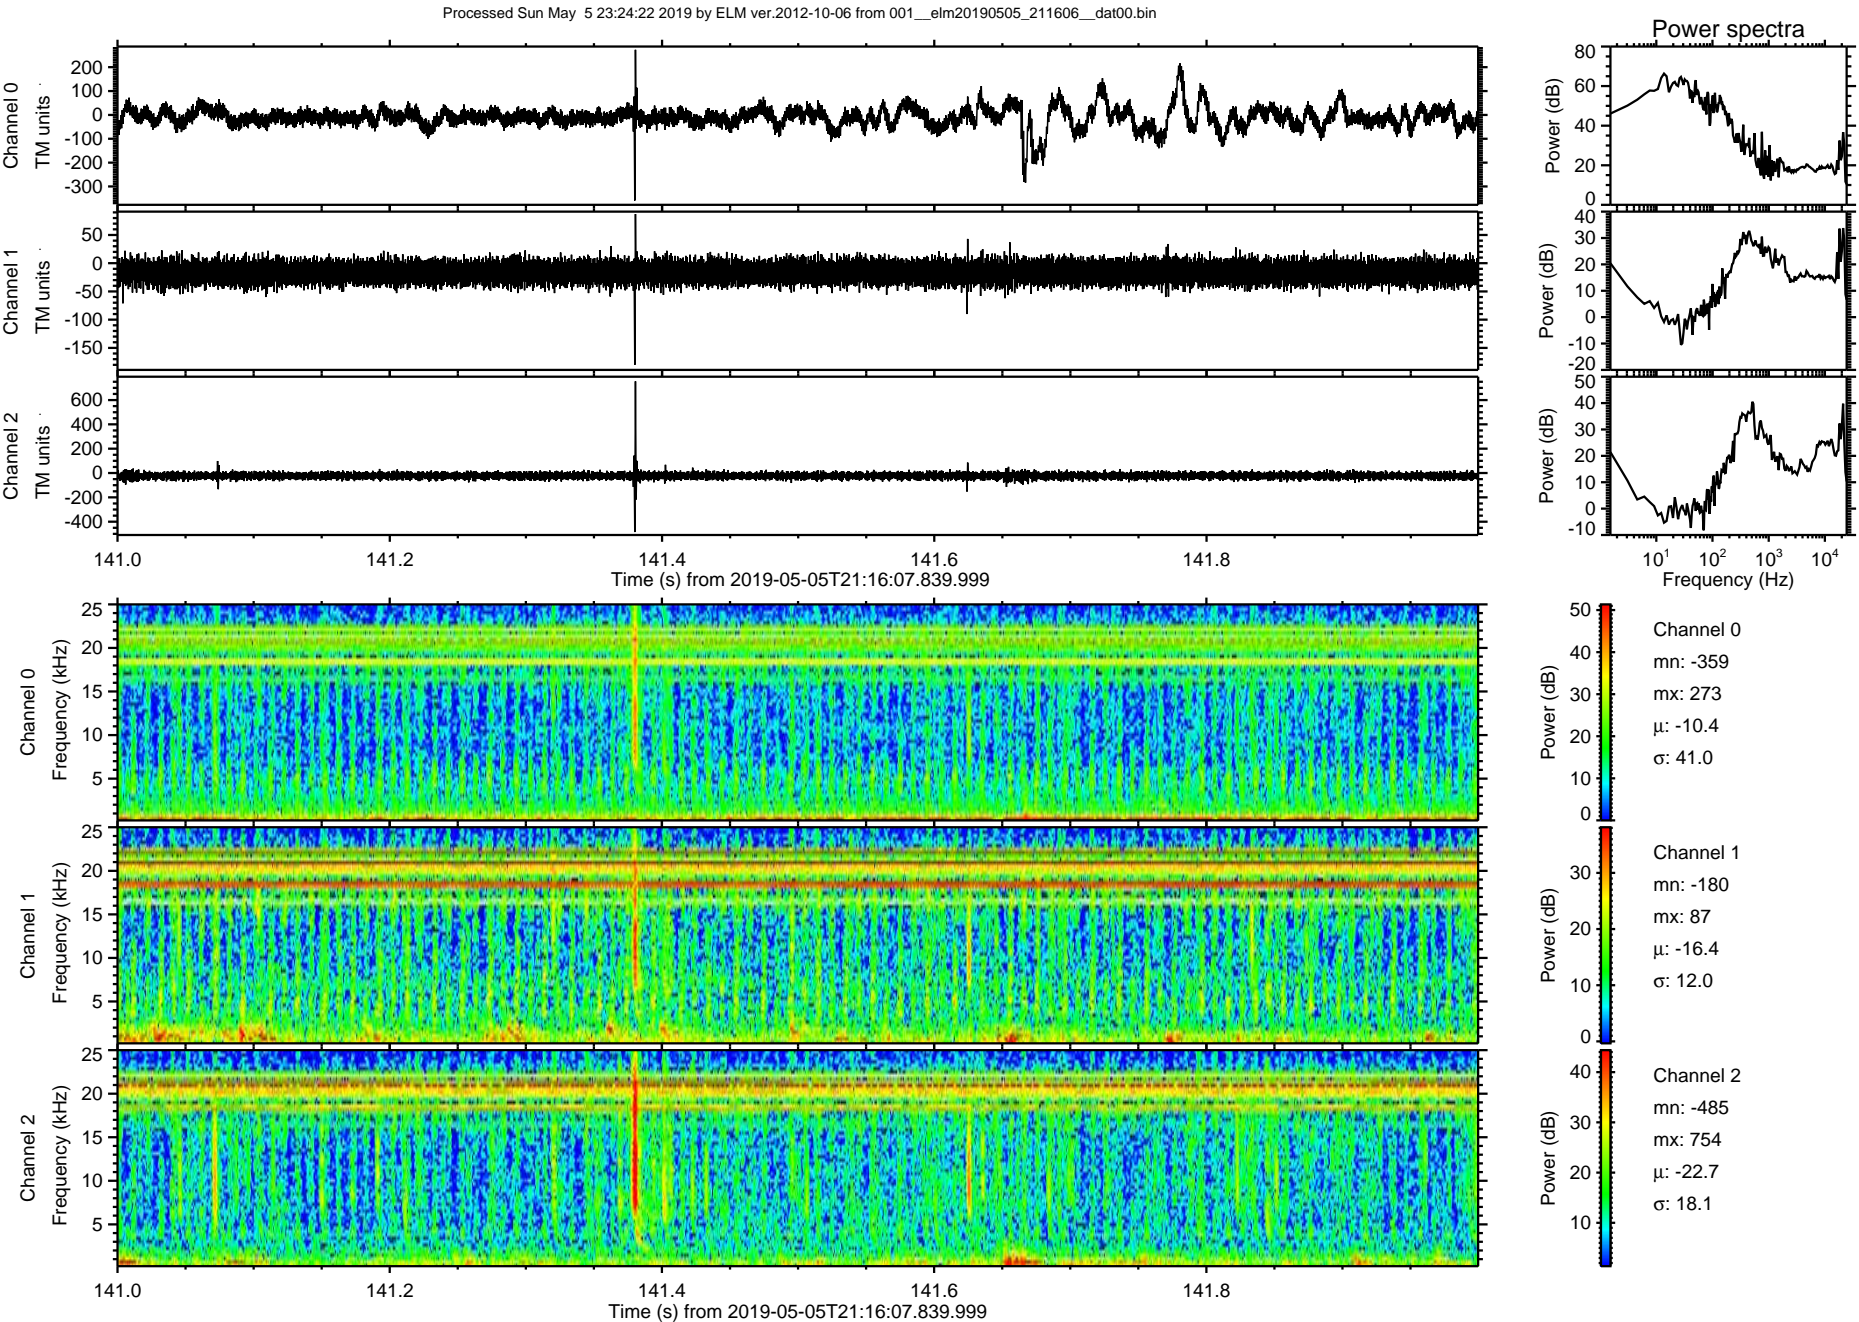 Processed Sun May  5 23:24:22 2019 by ELM ver.2012-10-06 from 001__elm20190505_211606__dat00.bin
Power spectra
Channel 0
TM units
200
100
0
-100
-200
-300
Power (dB)
80
60
40
20
0
Channel 1
TM units
50
0
-50
-100
-150
Power (dB)
40
30
20
10
0
-10
-20
Channel 2
TM units
600
400
200
0
-200
-400
Power (dB)
50
40
30
20
10
0
-10
141.0 141.2 141.4 141.6 141.8
Time (s) from 2019-05-05T21:16:07.839.999
10¹ 10² 10³ 10⁴
Frequency (Hz)
Channel 0
Frequency (kHz)
25
20
15
10
5
Power (dB)
50
40
30
20
10
0
Channel 0
mn: -359
mx: 273
μ: -10.4
σ: 41.0
Channel 1
Frequency (kHz)
25
20
15
10
5
Power (dB)
30
20
10
0
Channel 1
mn: -180
mx: 87
μ: -16.4
σ: 12.0
Channel 2
Frequency (kHz)
25
20
15
10
5
Power (dB)
40
30
20
10
Channel 2
mn: -485
mx: 754
μ: -22.7
σ: 18.1
141.0 141.2 141.4 141.6 141.8
Time (s) from 2019-05-05T21:16:07.839.999